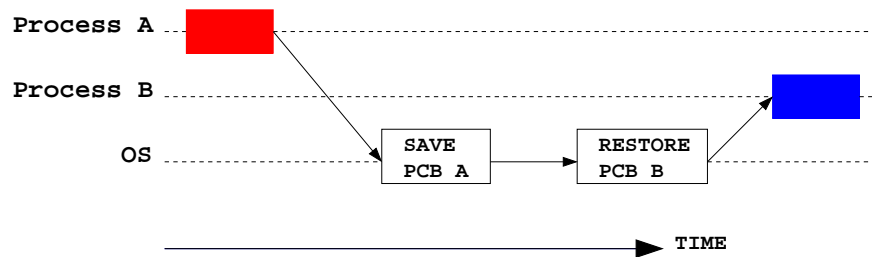 Process A
Process B
OS
SAVE
PCB A
RESTORE
PCB B
TIME